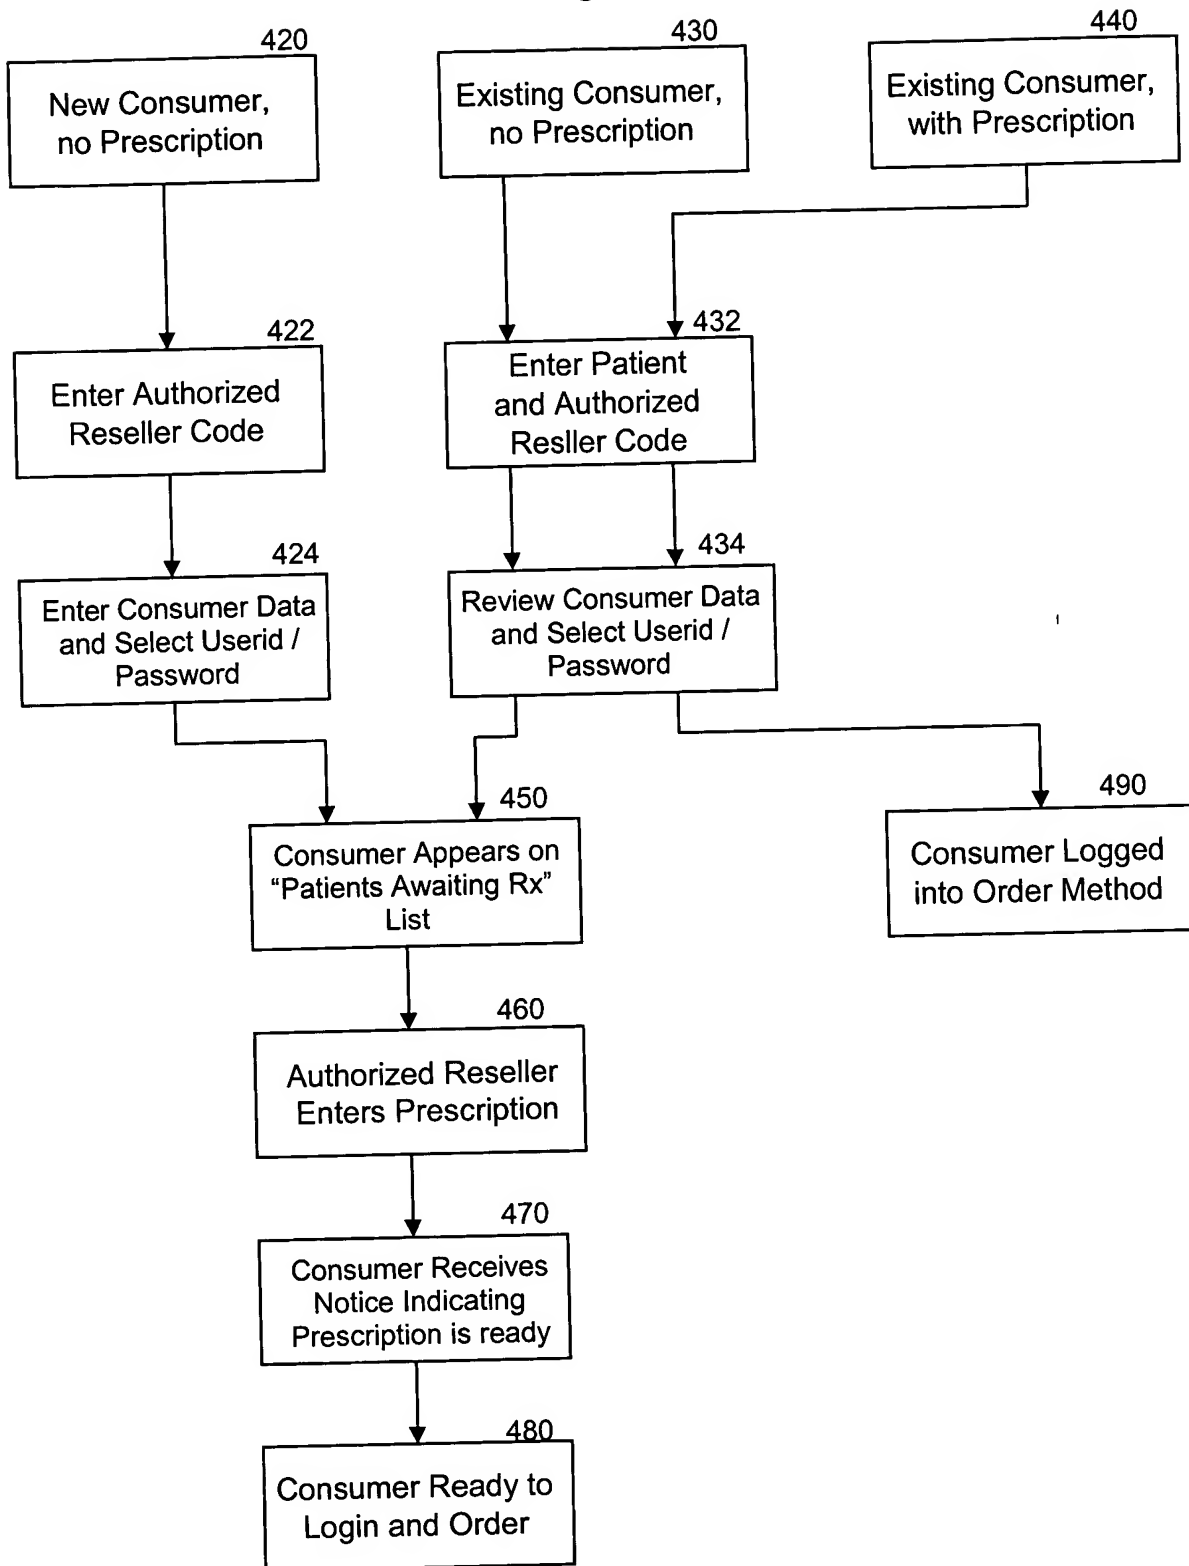 420
New Consumer,
no Prescription
430
Existing Consumer,
no Prescription
440
Existing Consumer,
with Prescription
422
Enter Authorized
Reseller Code
432
Enter Patient
and Authorized
Resller Code
424
Enter Consumer Data
and Select Userid /
Password
434
Review Consumer Data
and Select Userid /
Password
450
Consumer Appears on
“Patients Awaiting Rx”
List
490
Consumer Logged
into Order Method
460
Authorized Reseller
Enters Prescription
470
Consumer Receives
Notice Indicating
Prescription is ready
480
Consumer Ready to
Login and Order